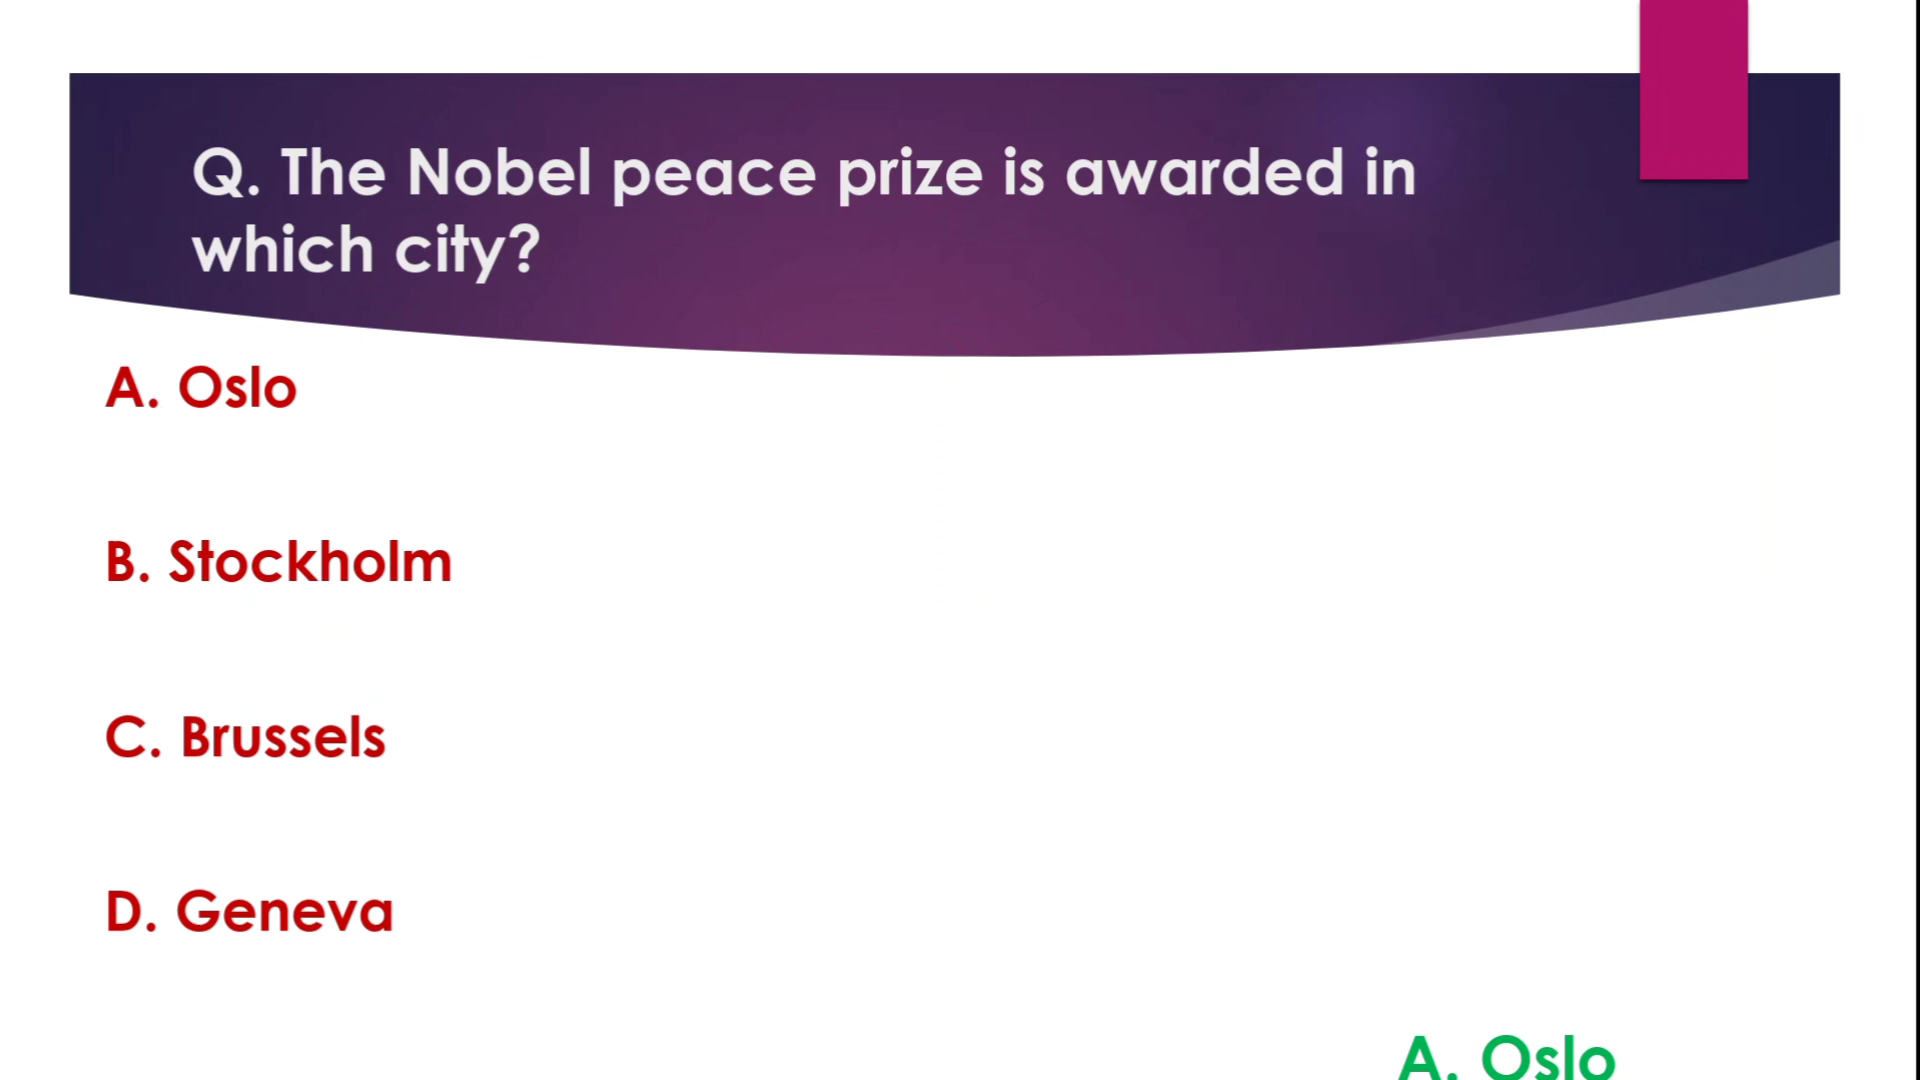 Q. The Nobel peace prize is awarded in
which city?
A. Oslo
B. Stockholm
C. Brussels
D. Geneva
A. Oslo